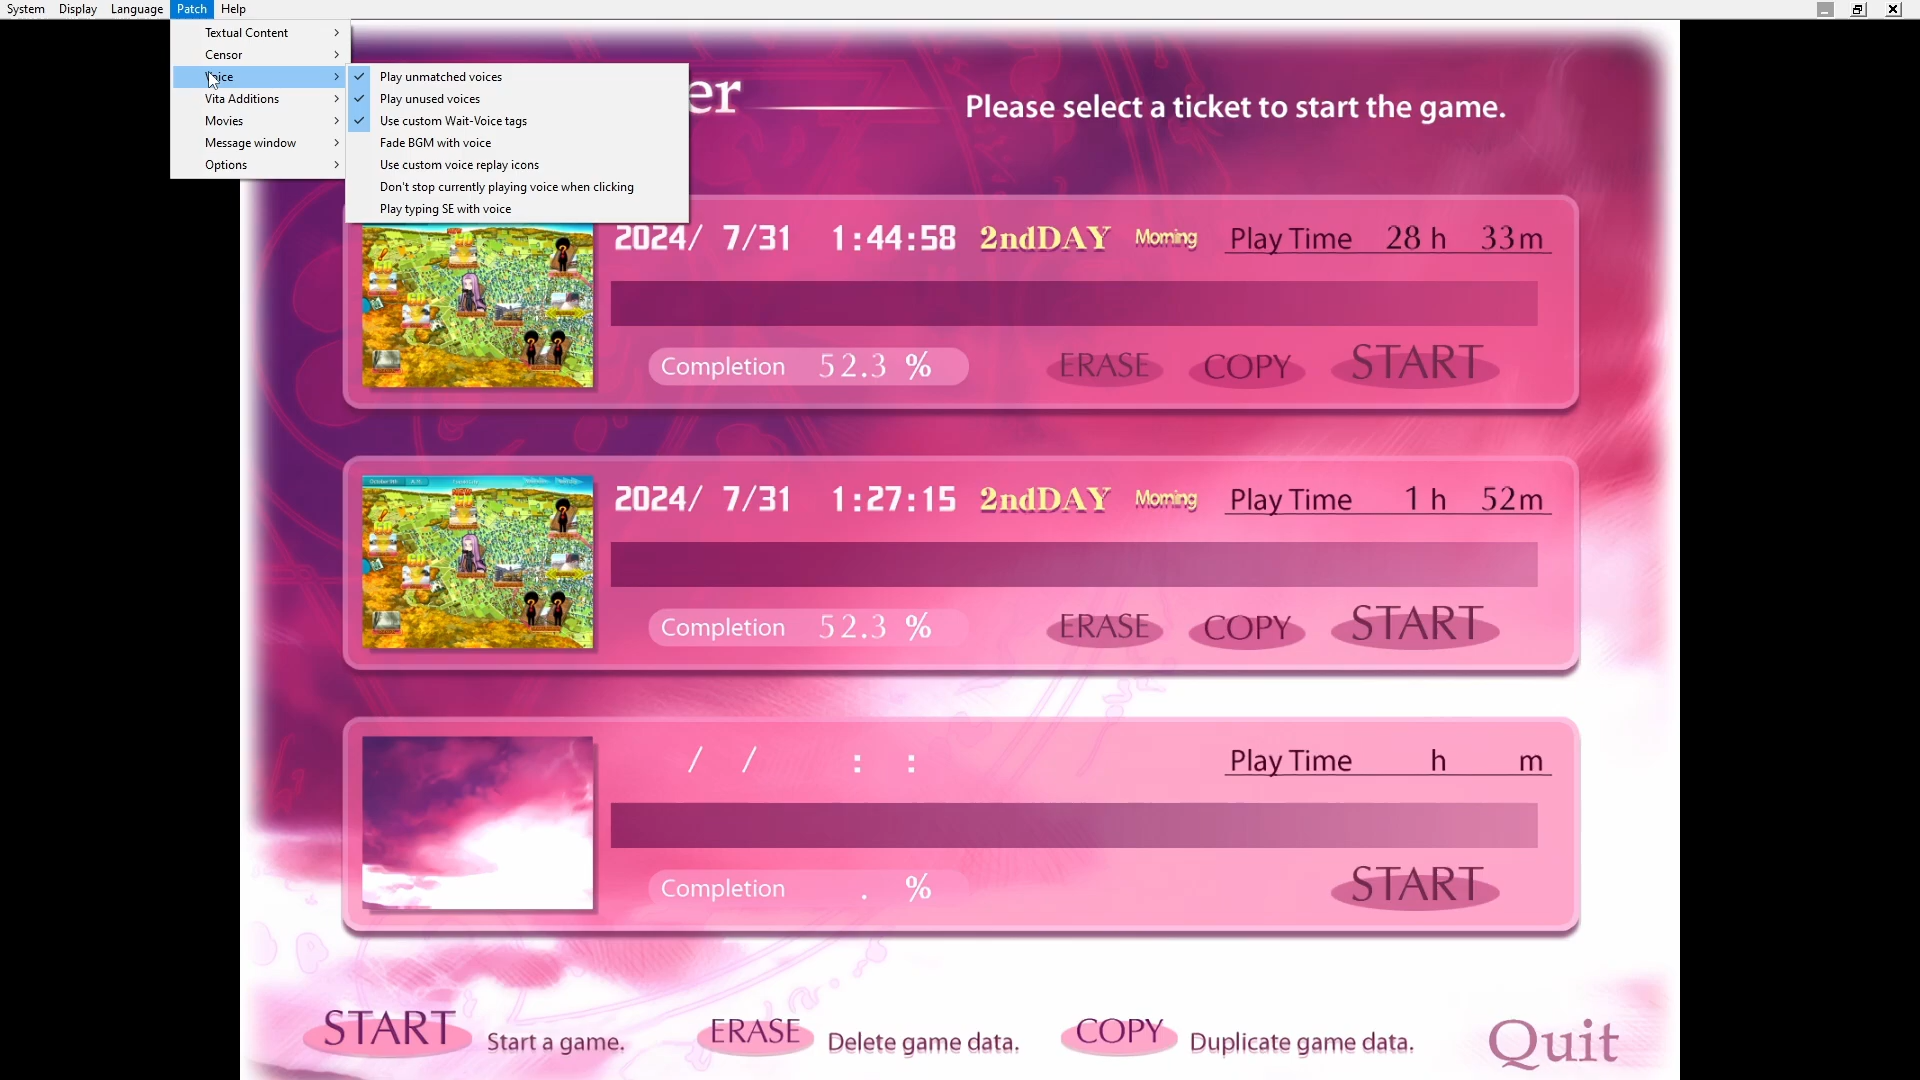 System Display Language Patch Help
Textual Content
Censor
Voice
Vita Additions
Movies
Message window
Options
Play unmatched voices
Play unused voices
Use custom Wait-Voice tags
Fade BGM with voice
Use custom voice replay icons
Don't stop currently playing voice when clicking
Play typing SE with voice
er
Please select a ticket to start the game.
2024/ 7/31 1:44:58 2ndDAY Morning Play Time 28 h 33m
Completion 52.3 % ERASE COPY START
2024/ 7/31 1:27:15 2ndDAY Morning Play Time 1 h 52m
Completion 52.3 % ERASE COPY START
/ / : : Play Time h m
Completion . % START
START Start a game. ERASE Delete game data. COPY Duplicate game data. Quit